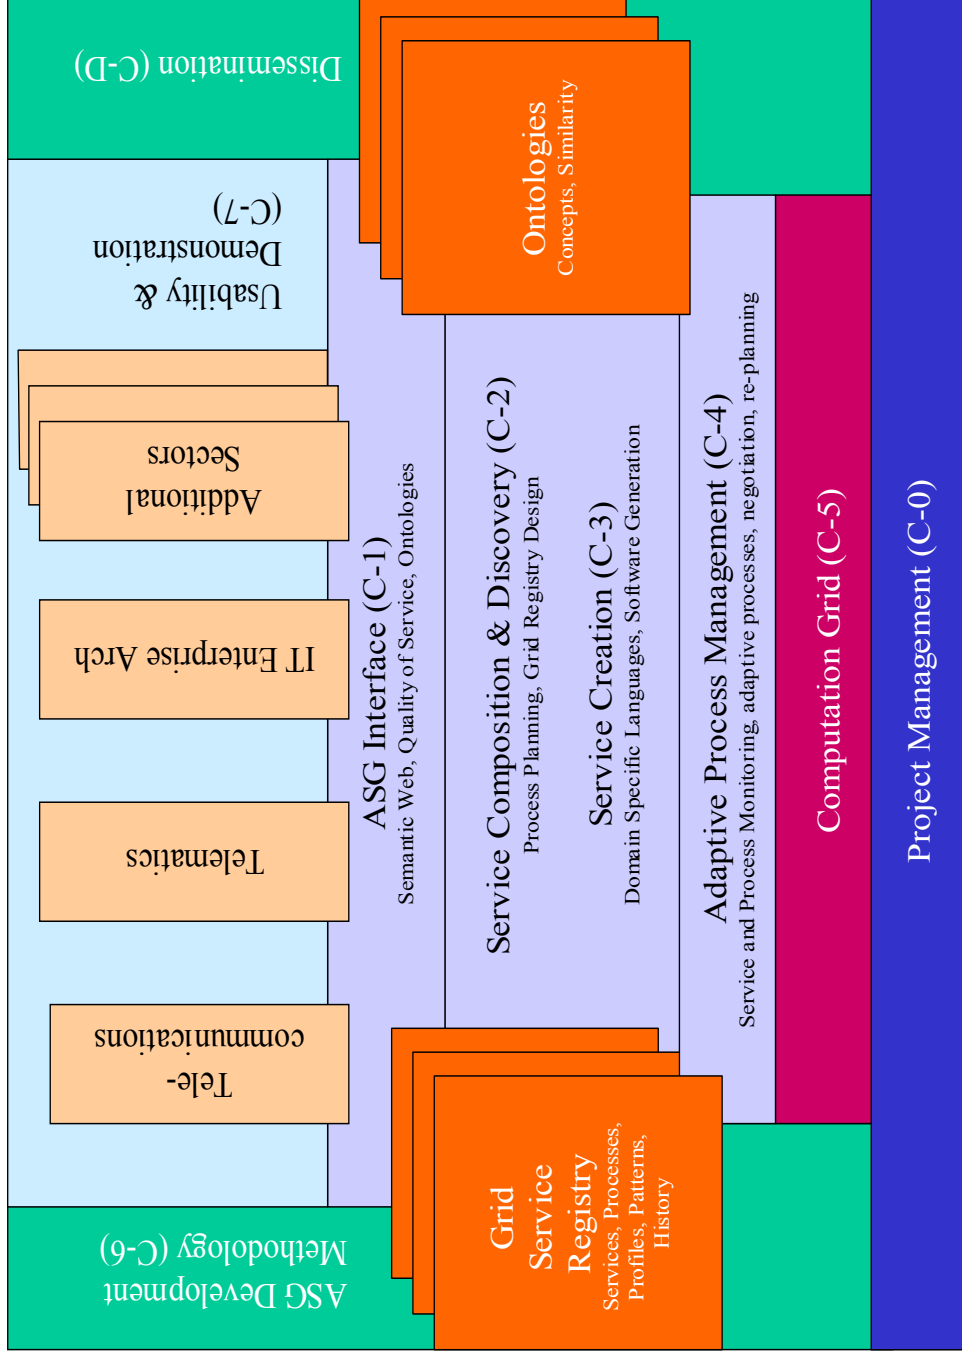 ASG Development
Methodology (C-6)
Dissemination (C-D)
Usability &
Demonstration
(C-7)
Tele-
communications
Telematics
IT Enterprise Arch
Additional
Sectors
ASG Interface (C-1)
Semantic Web, Quality of Service, Ontologies
Service Composition & Discovery (C-2)
Process Planning, Grid Registry Design
Service Creation (C-3)
Domain Specific Languages, Software Generation
Adaptive Process Management (C-4)
Service and Process Monitoring, adaptive processes, negotiation, re-planning
Grid
Service
Registry
Services, Processes,
Profiles, Patterns,
History
Ontologies
Concepts, Similarity
Computation Grid (C-5)
Project Management (C-0)